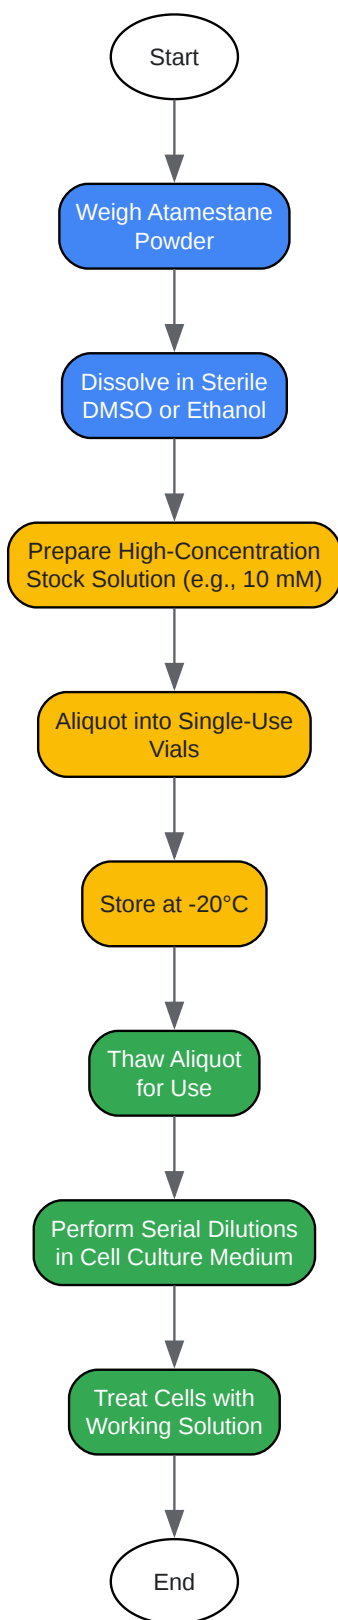 Start
Weigh Atamestane
Powder
Dissolve in Sterile
DMSO or Ethanol
Prepare High-Concentration
Stock Solution (e.g., 10 mM)
Aliquot into Single-Use
Vials
Store at -20°C
Thaw Aliquot
for Use
Perform Serial Dilutions
in Cell Culture Medium
Treat Cells with
Working Solution
End